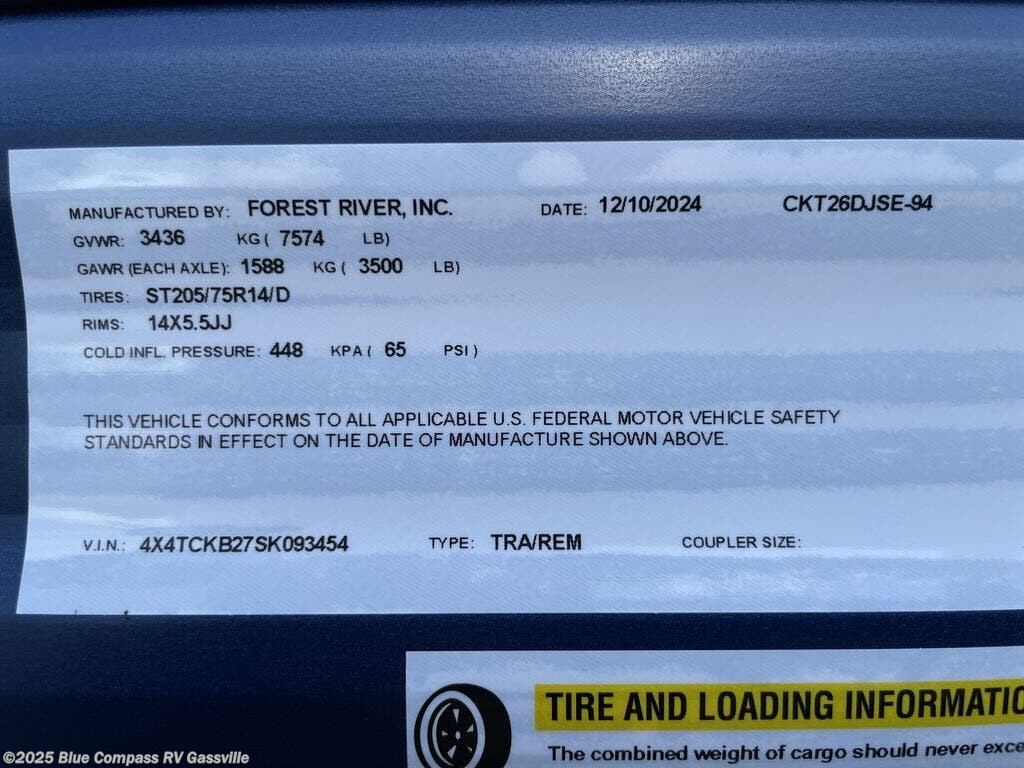 MANUFACTURED BY: FOREST RIVER, INC. DATE: 12/10/2024 CKT26DJSE-94
GVWR: 3436 KG ( 7574 LB)
GAWR (EACH AXLE): 1588 KG ( 3500 LB)
TIRES: ST205/75R14/D
RIMS: 14X5.5JJ
COLD INFL. PRESSURE: 448 KPA ( 65 PSI )
THIS VEHICLE CONFORMS TO ALL APPLICABLE U.S. FEDERAL MOTOR VEHICLE SAFETY
STANDARDS IN EFFECT ON THE DATE OF MANUFACTURE SHOWN ABOVE.
V.I.N.: 4X4TCKB27SK093454 TYPE: TRA/REM COUPLER SIZE:
TIRE AND LOADING
The combined weight of cargo should never
©2025 Blue Compass RV Gassville